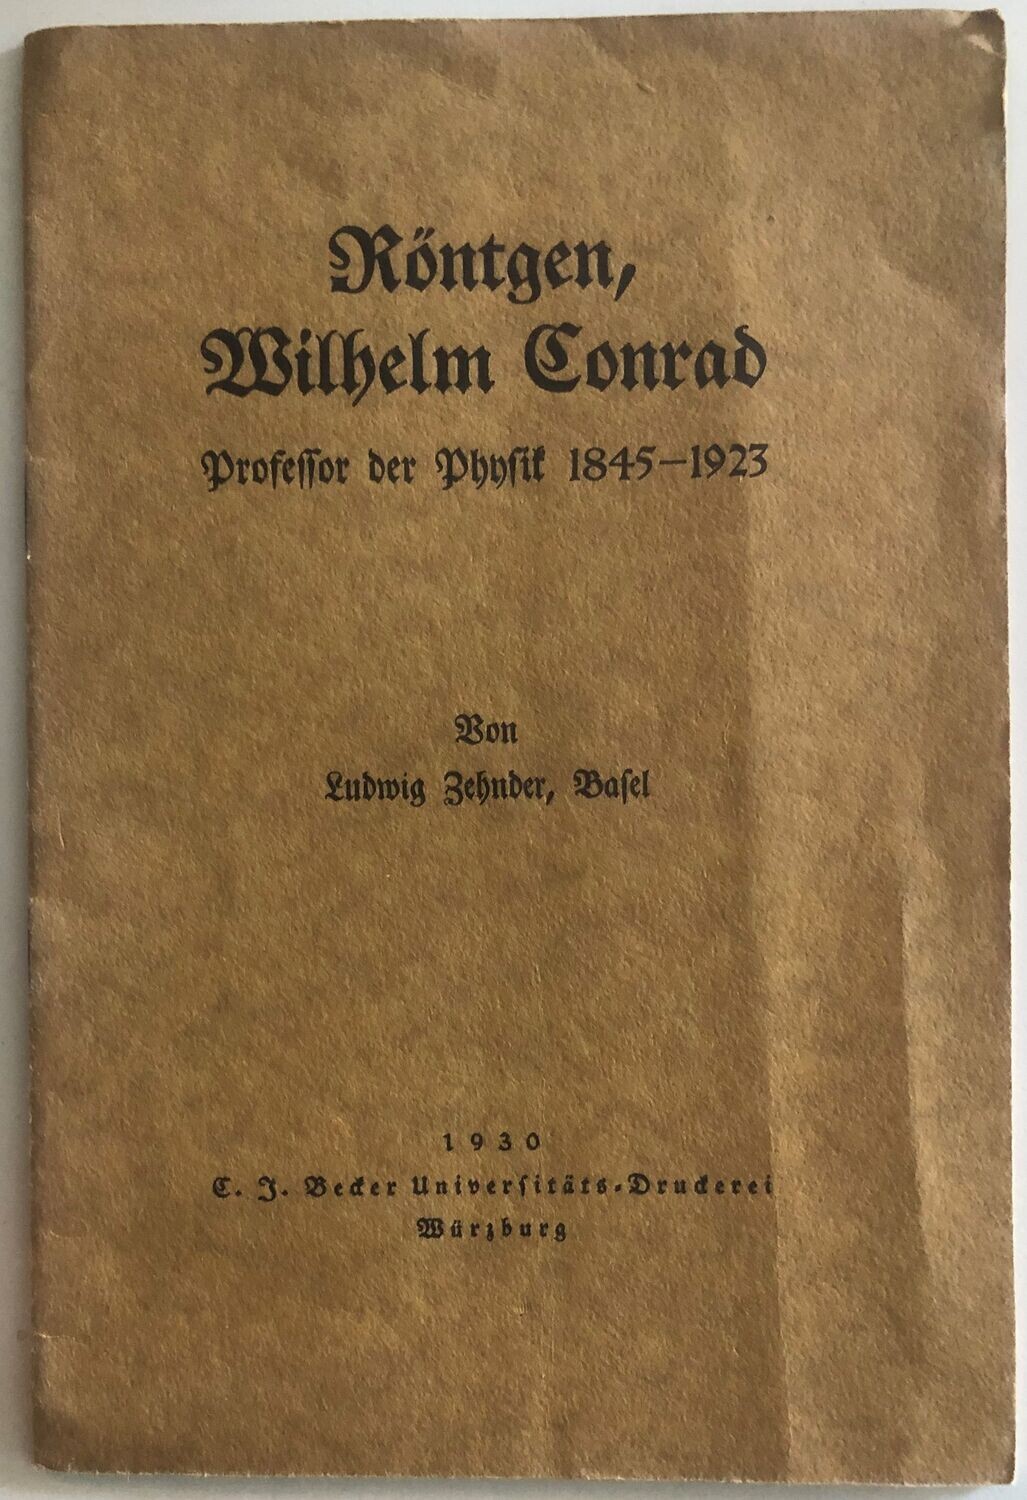 Röntgen,
Wilhelm Conrad
Profeſſor der Phyſik 1845–1923
Von
Ludwig Zehnder, Baſel
1930
C. J. Becker Univerſitäts-Druckerei
Würzburg